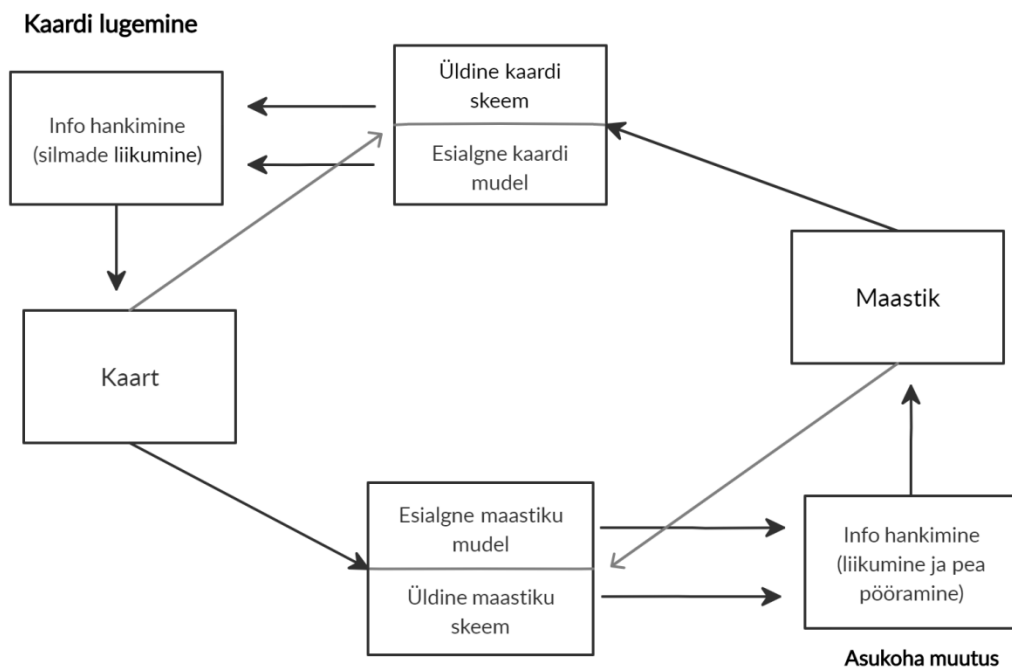 Kaardi lugemine
Üldine kaardi
skeem
Esialgne kaardi
mudel
Info hankimine
(silmade liikumine)
Maastik
Kaart
Esialgne maastiku
mudel
Üldine maastiku
skeem
Info hankimine
(liikumine ja pea
pööramine)
Asukoha muutus